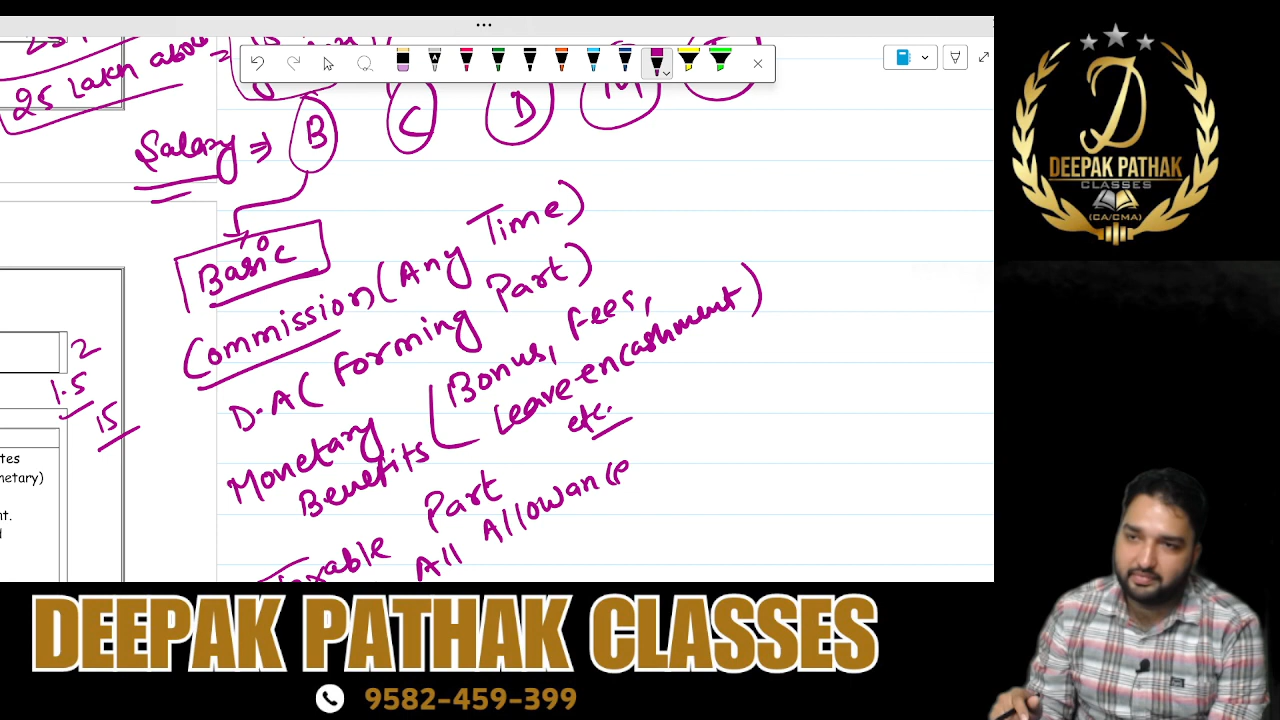 25 Lakh above
Salary ⇒ B C D M
Basic
Commission (Any Time)
D.A (Forming Part)
Monetary Benefits
Bonus, Fees,
Leave encashment)
etc.
Taxable Part
All Allowance
2
1.5
15
tes
netary)
nt.
d
D
DEEPAK PATHAK
CLASSES
(CA/CMA)
DEEPAK PATHAK CLASSES
9582-459-399